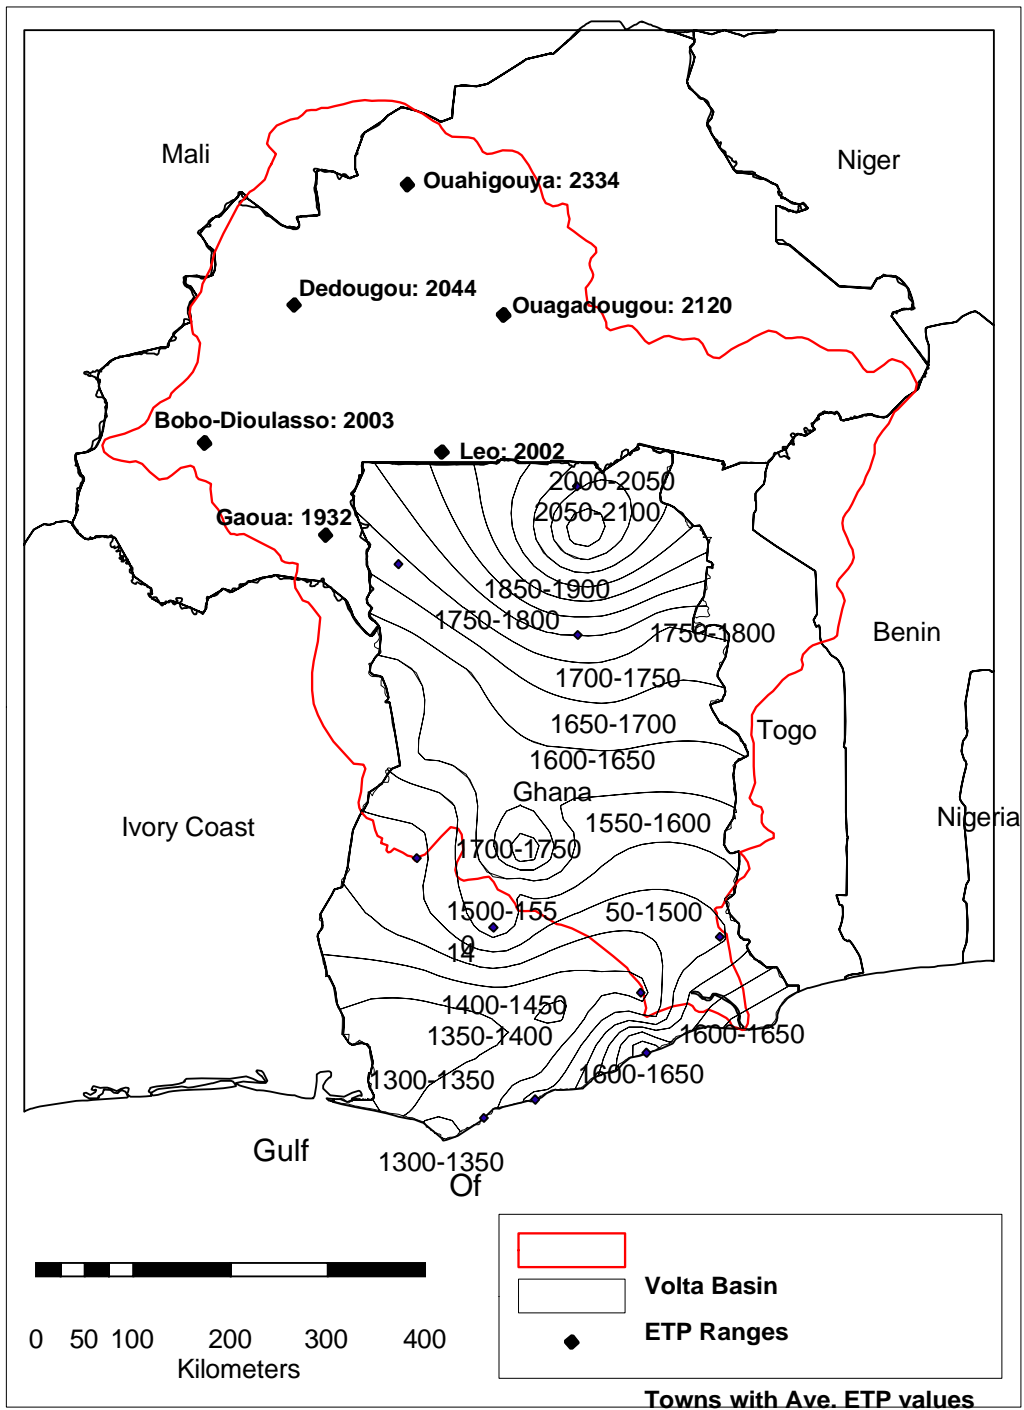 Mali
Niger
Ouahigouya: 2334
Dedougou: 2044
Ouagadougou: 2120
Bobo-Dioulasso: 2003
Leo: 2002
2000-2050
2050-2100
Gaoua: 1932
1850-1900
1750-1800
1750-1800
Benin
1700-1750
1650-1700
Togo
1600-1650
Ghana
Ivory Coast
1550-1600
Nigeria
1700-1750
1500-155
0
50-1500
14
1400-1450
1350-1400
1600-1650
1300-1350
1600-1650
Gulf
1300-1350
Of
Volta Basin
ETP Ranges
Towns with Ave. ETP values
0 50 100 200 300 400
Kilometers